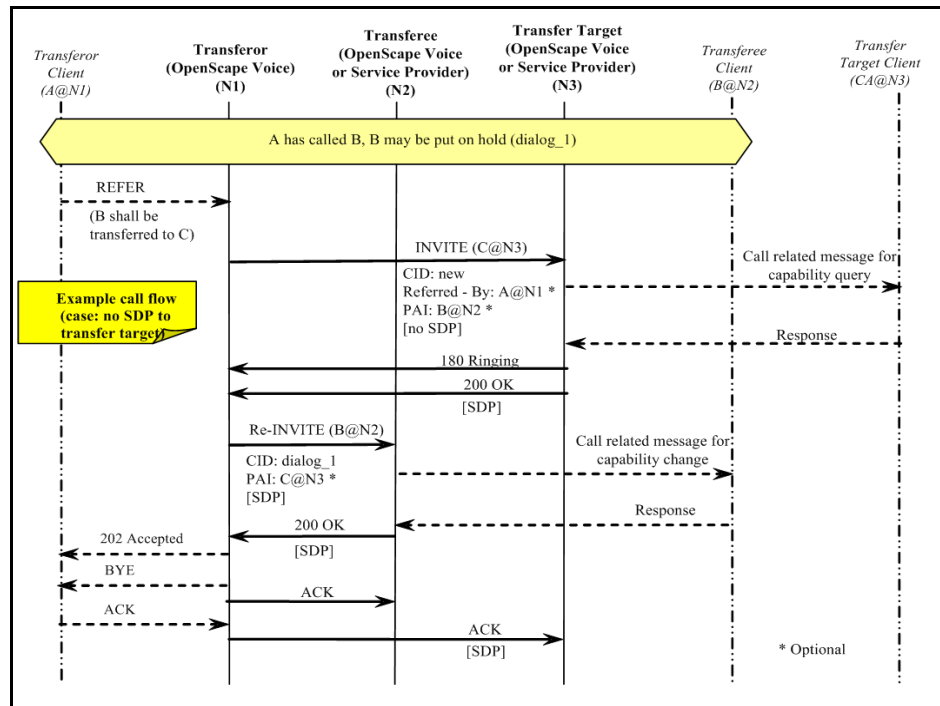 Transferor
Client
(A@N1)
Transferor
(OpenScape Voice)
(N1)
Transferee
(OpenScape Voice
or Service Provider)
(N2)
Transfer Target
(OpenScape Voice
or Service Provider)
(N3)
Transferee
Client
(B@N2)
Transfer
Target Client
(CA@N3)
A has called B, B may be put on hold (dialog_1)
REFER
(B shall be
transferred to C)
INVITE (C@N3)
CID: new
Referred - By: A@N1 *
PAI: B@N2 *
[no SDP]
Call related message for
capability query
Example call flow
(case: no SDP to
transfer target)
Response
180 Ringing
200 OK
[SDP]
Re-INVITE (B@N2)
CID: dialog_1
PAI: C@N3 *
[SDP]
Call related message for
capability change
Response
200 OK
[SDP]
202 Accepted
BYE
ACK
ACK
ACK
[SDP]
* Optional